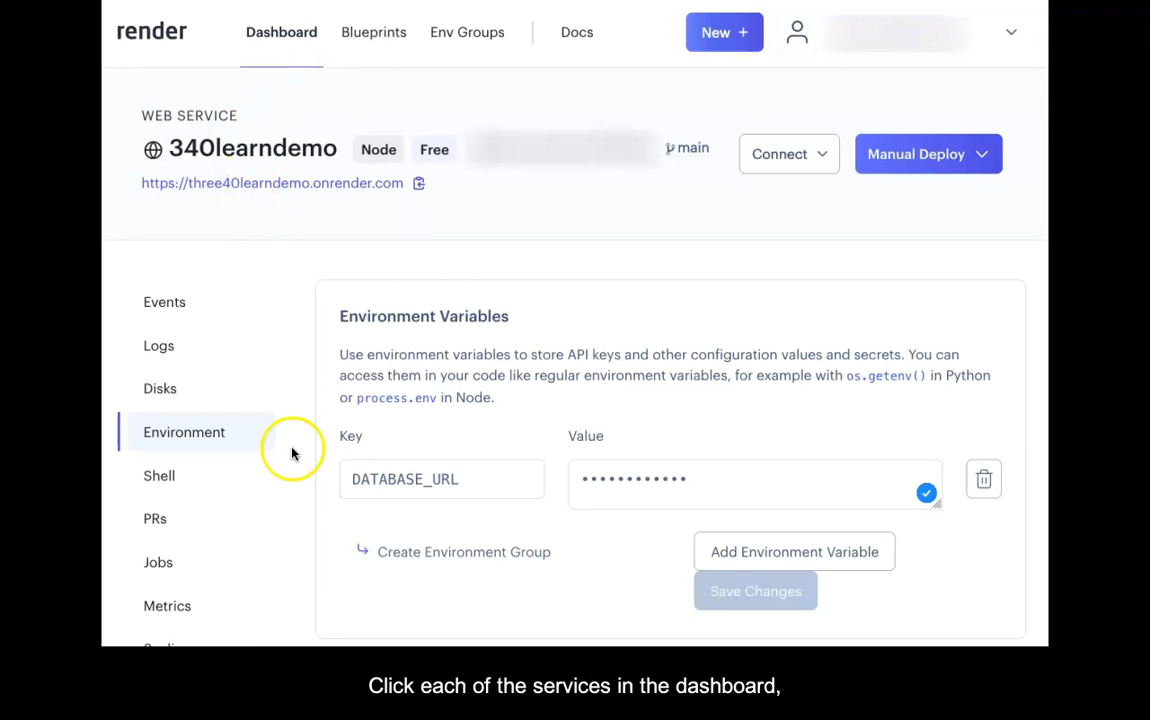 render Dashboard Blueprints Env Groups Docs New +
WEB SERVICE
340learndemo Node Free main Connect Manual Deploy
https://three40learndemo.onrender.com
Events
Logs
Disks
Environment
Shell
PRs
Jobs
Metrics
Environment Variables
Use environment variables to store API keys and other configuration values and secrets. You can
access them in your code like regular environment variables, for example with os.getenv() in Python
or process.env in Node.
Key Value
DATABASE_URL ••••••••••••
Create Environment Group Add Environment Variable
Save Changes
Click each of the services in the dashboard,